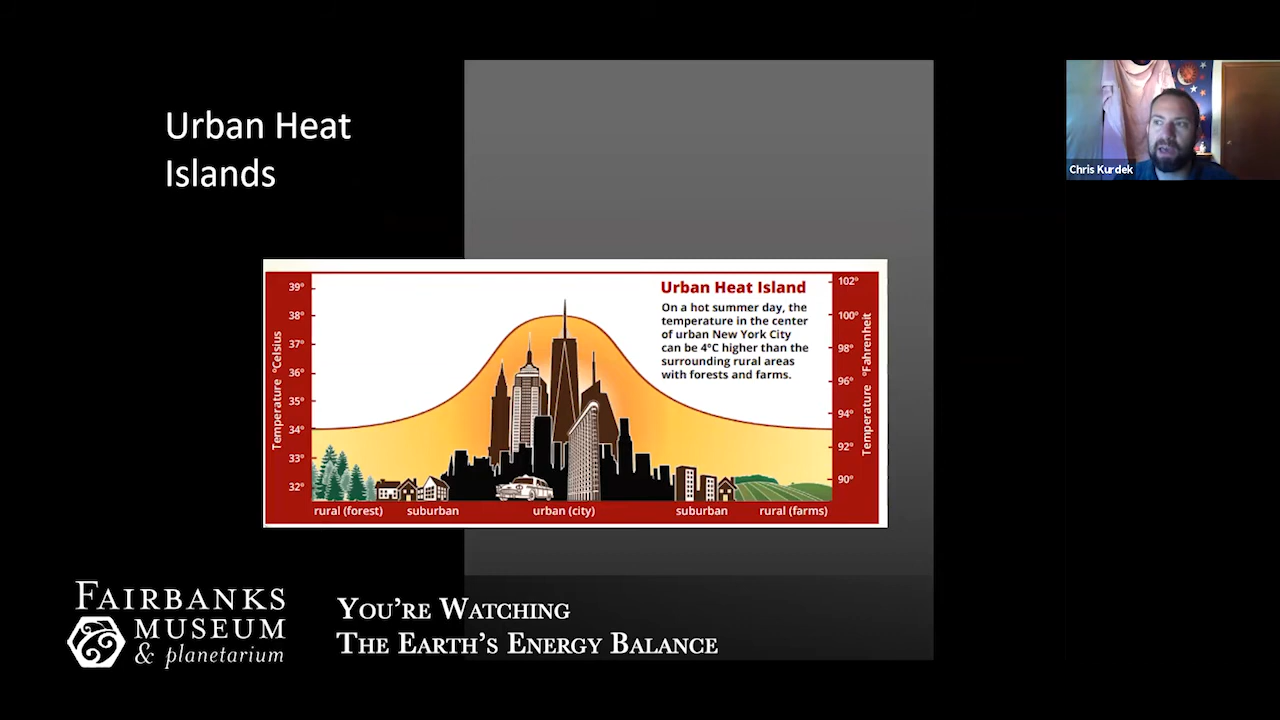 Urban Heat
Islands
Chris Kurdek
Urban Heat Island
On a hot summer day, the
temperature in the center
of urban New York City
can be 4°C higher than the
surrounding rural areas
with forests and farms.
Temperature °Celsius
39°
38°
37°
36°
35°
34°
33°
32°
102°
100°
98°
96°
94°
92°
90°
Temperature °Fahrenheit
rural (forest) suburban urban (city) suburban rural (farms)
FAIRBANKS
MUSEUM
& planetarium
YOU'RE WATCHING
THE EARTH'S ENERGY BALANCE